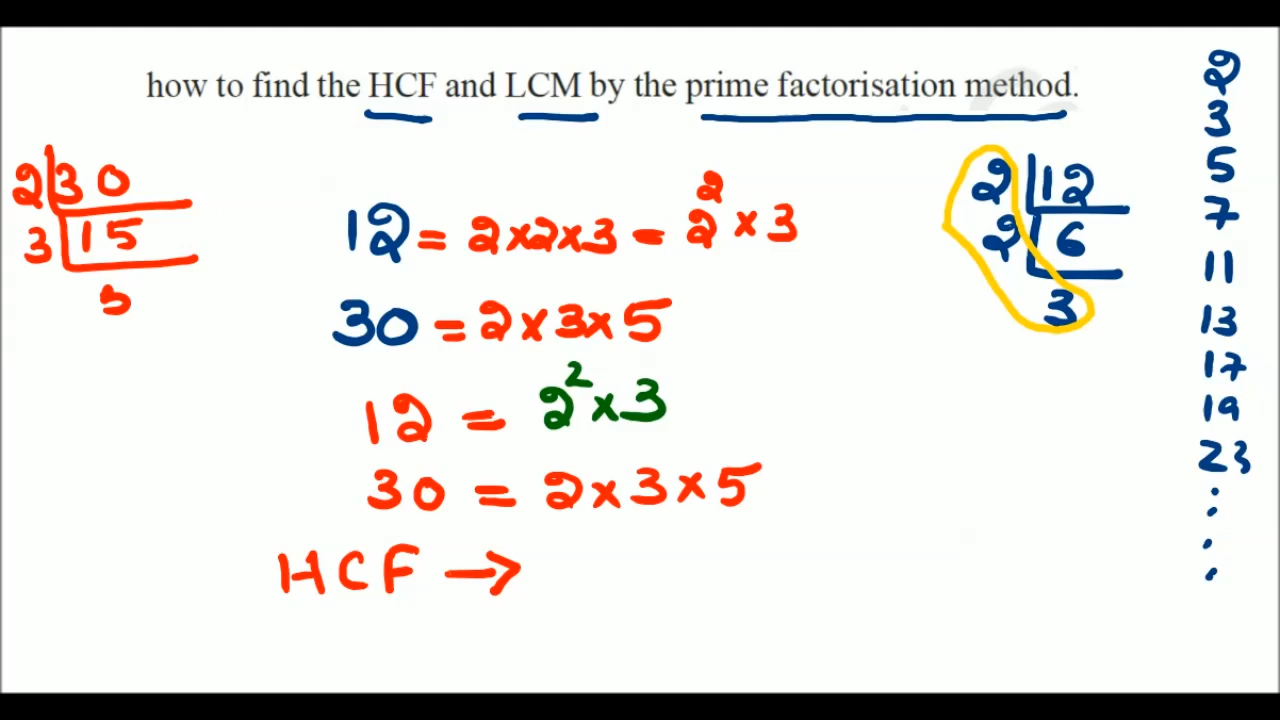 how to find the HCF and LCM by the prime factorisation method.
2 | 30
3 | 15
5
12 = 2 × 2 × 3 = 2² × 3
30 = 2 × 3 × 5
12 = 2² × 3
30 = 2 × 3 × 5
HCF →
2 | 12
2 | 6
3
2
3
5
7
11
13
17
19
23
.
.
.